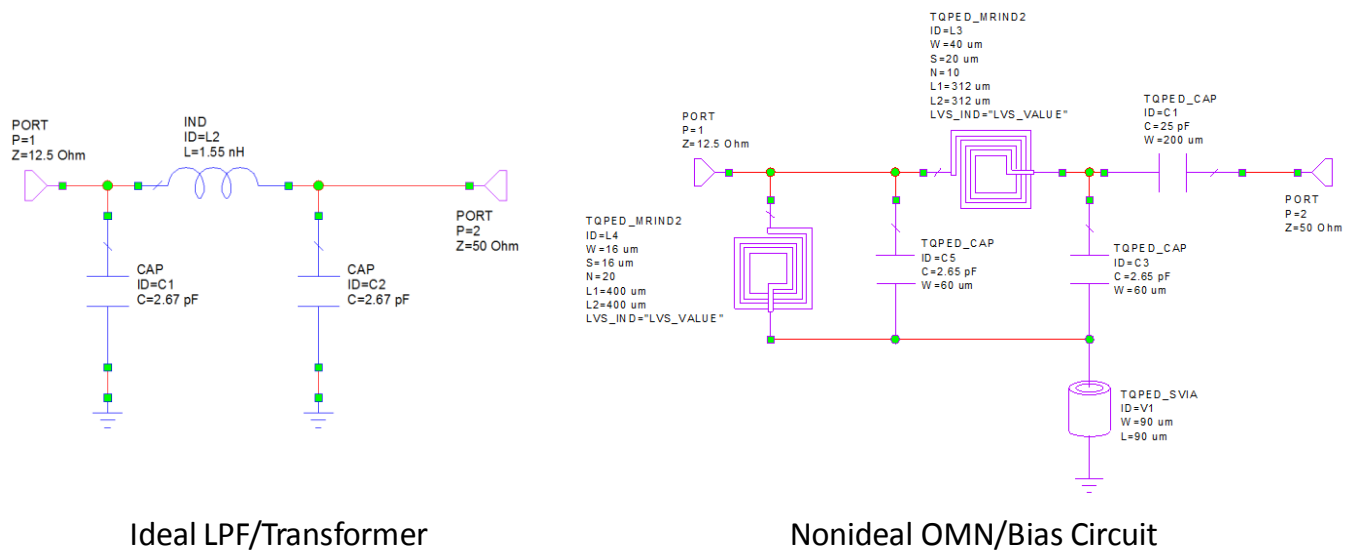 PORT
P=1
Z=12.5 Ohm
IND
ID=L2
L=1.55 nH
PORT
P=2
Z=50 Ohm
CAP
ID=C1
C=2.67 pF
CAP
ID=C2
C=2.67 pF
Ideal LPF/Transformer
TQPED_MRIND2
ID=L3
W=40 um
S=20 um
N=10
L1=312 um
L2=312 um
LVS_IND="LVS_VALUE"
TQPED_CAP
ID=C1
C=25 pF
W=200 um
PORT
P=1
Z=12.5 Ohm
PORT
P=2
Z=50 Ohm
TQPED_MRIND2
ID=L4
W=16 um
S=16 um
N=20
L1=400 um
L2=400 um
LVS_IND="LVS_VALUE"
TQPED_CAP
ID=C5
C=2.65 pF
W=60 um
TQPED_CAP
ID=C3
C=2.65 pF
W=60 um
TQPED_SVIA
ID=V1
W=90 um
L=90 um
Nonideal OMN/Bias Circuit